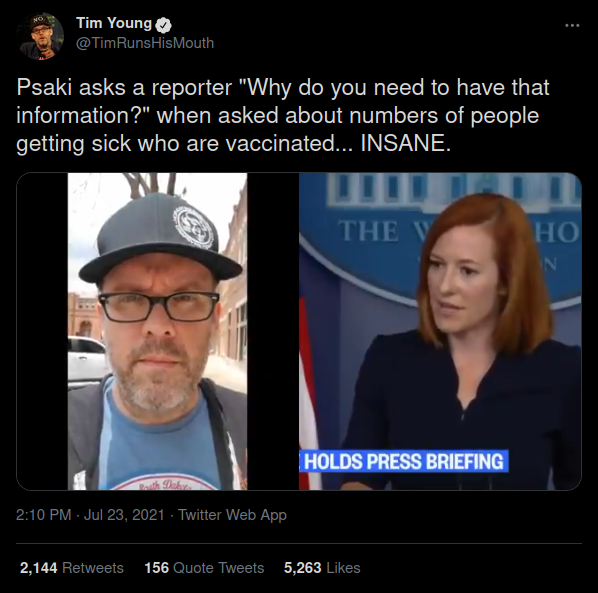 Tim Young
@TimRunsHisMouth
Psaki asks a reporter "Why do you need to have that
information?" when asked about numbers of people
getting sick who are vaccinated... INSANE.
THE W HO
N
HOLDS PRESS BRIEFING
2:10 PM · Jul 23, 2021 · Twitter Web App
2,144 Retweets 156 Quote Tweets 5,263 Likes